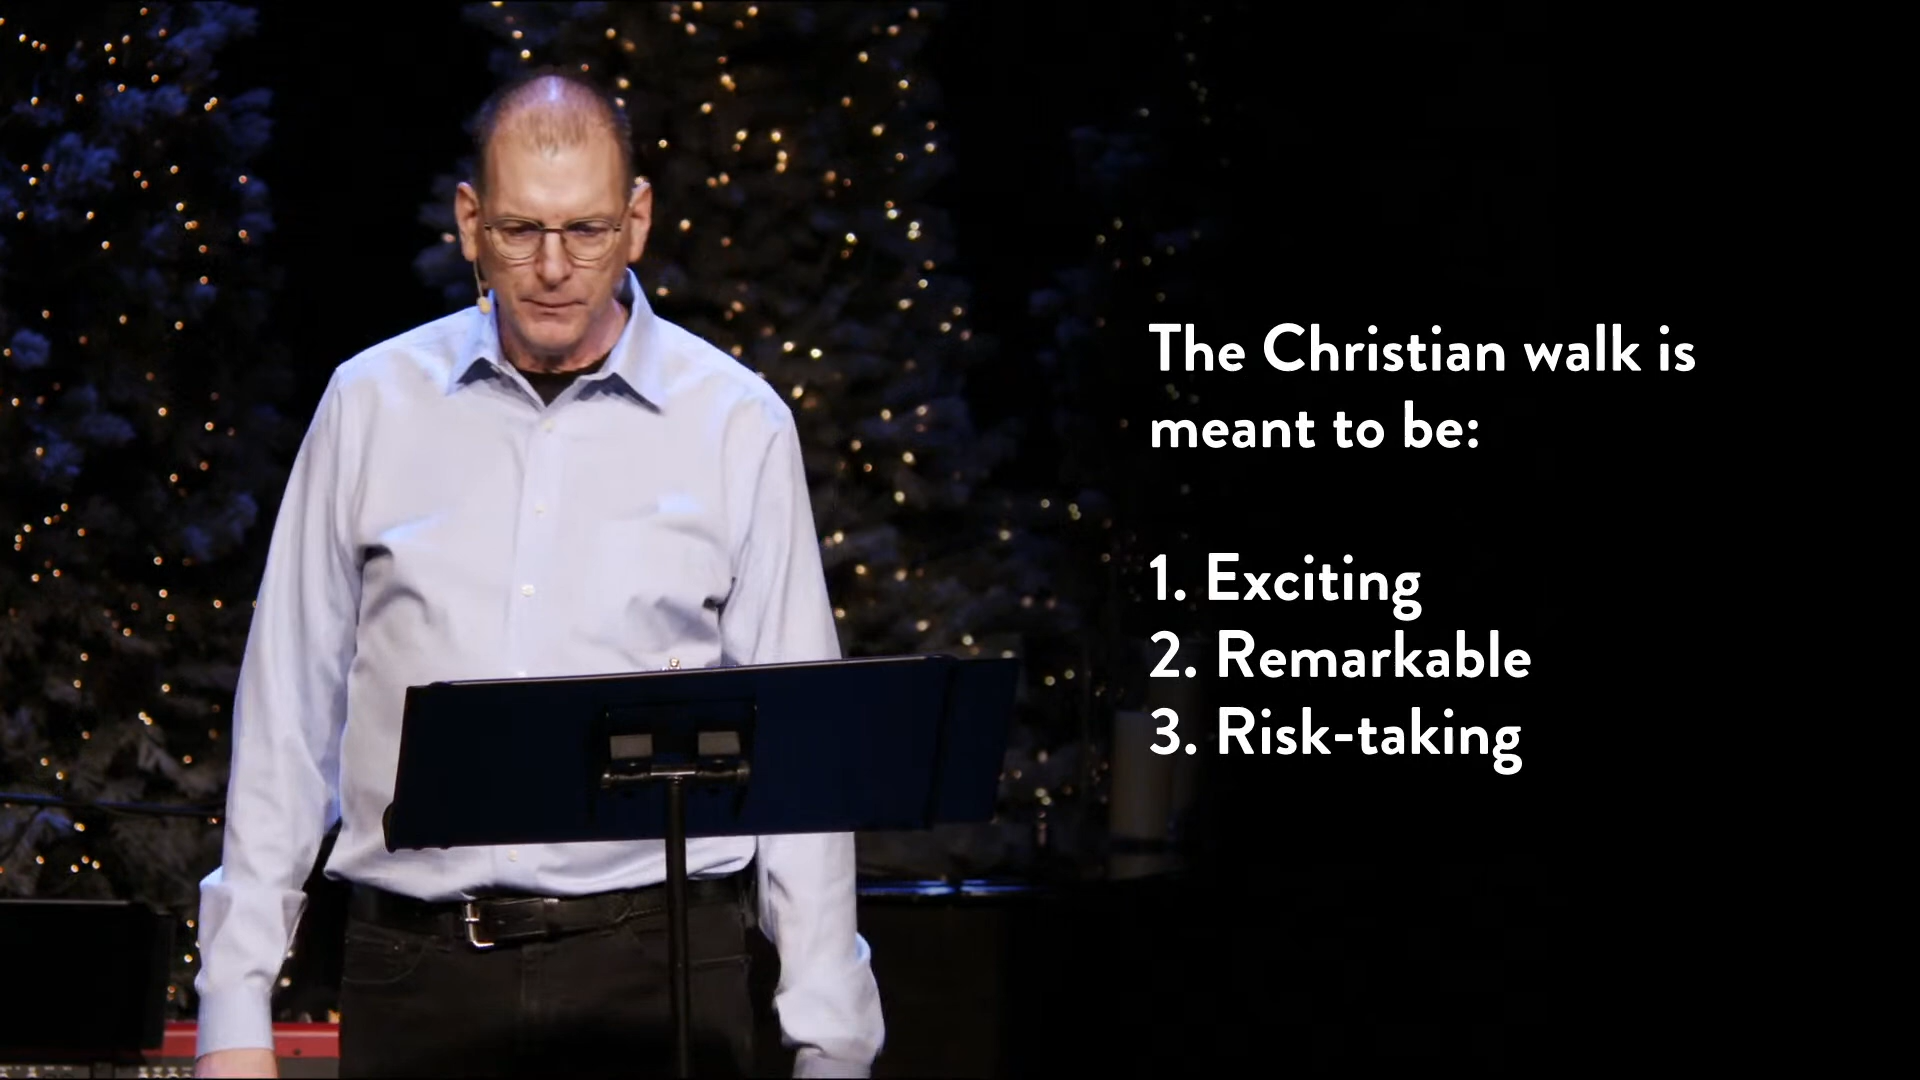 The Christian walk is
meant to be:
1. Exciting
2. Remarkable
3. Risk-taking